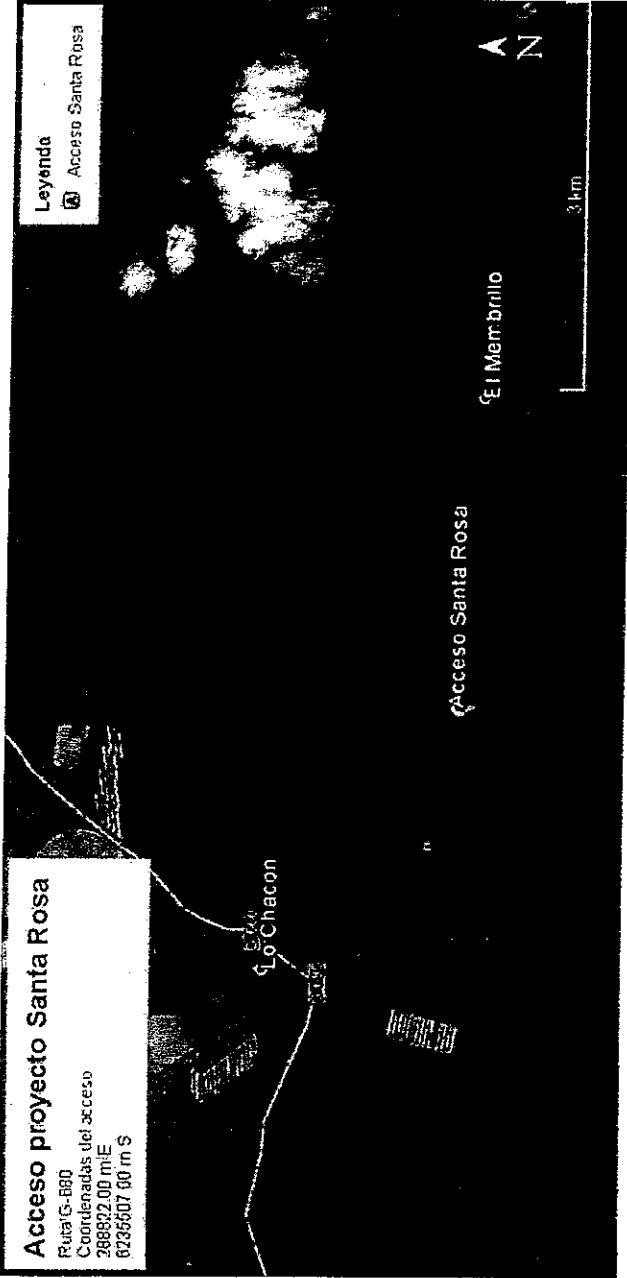 Acceso proyecto Santa Rosa
Ruta G-880
Coordenadas del acceso
288822.00 m E
6235507.00 m S
Leyenda
Acceso Santa Rosa
Lo Chacon
Acceso Santa Rosa
El Membrillo
N
3 km